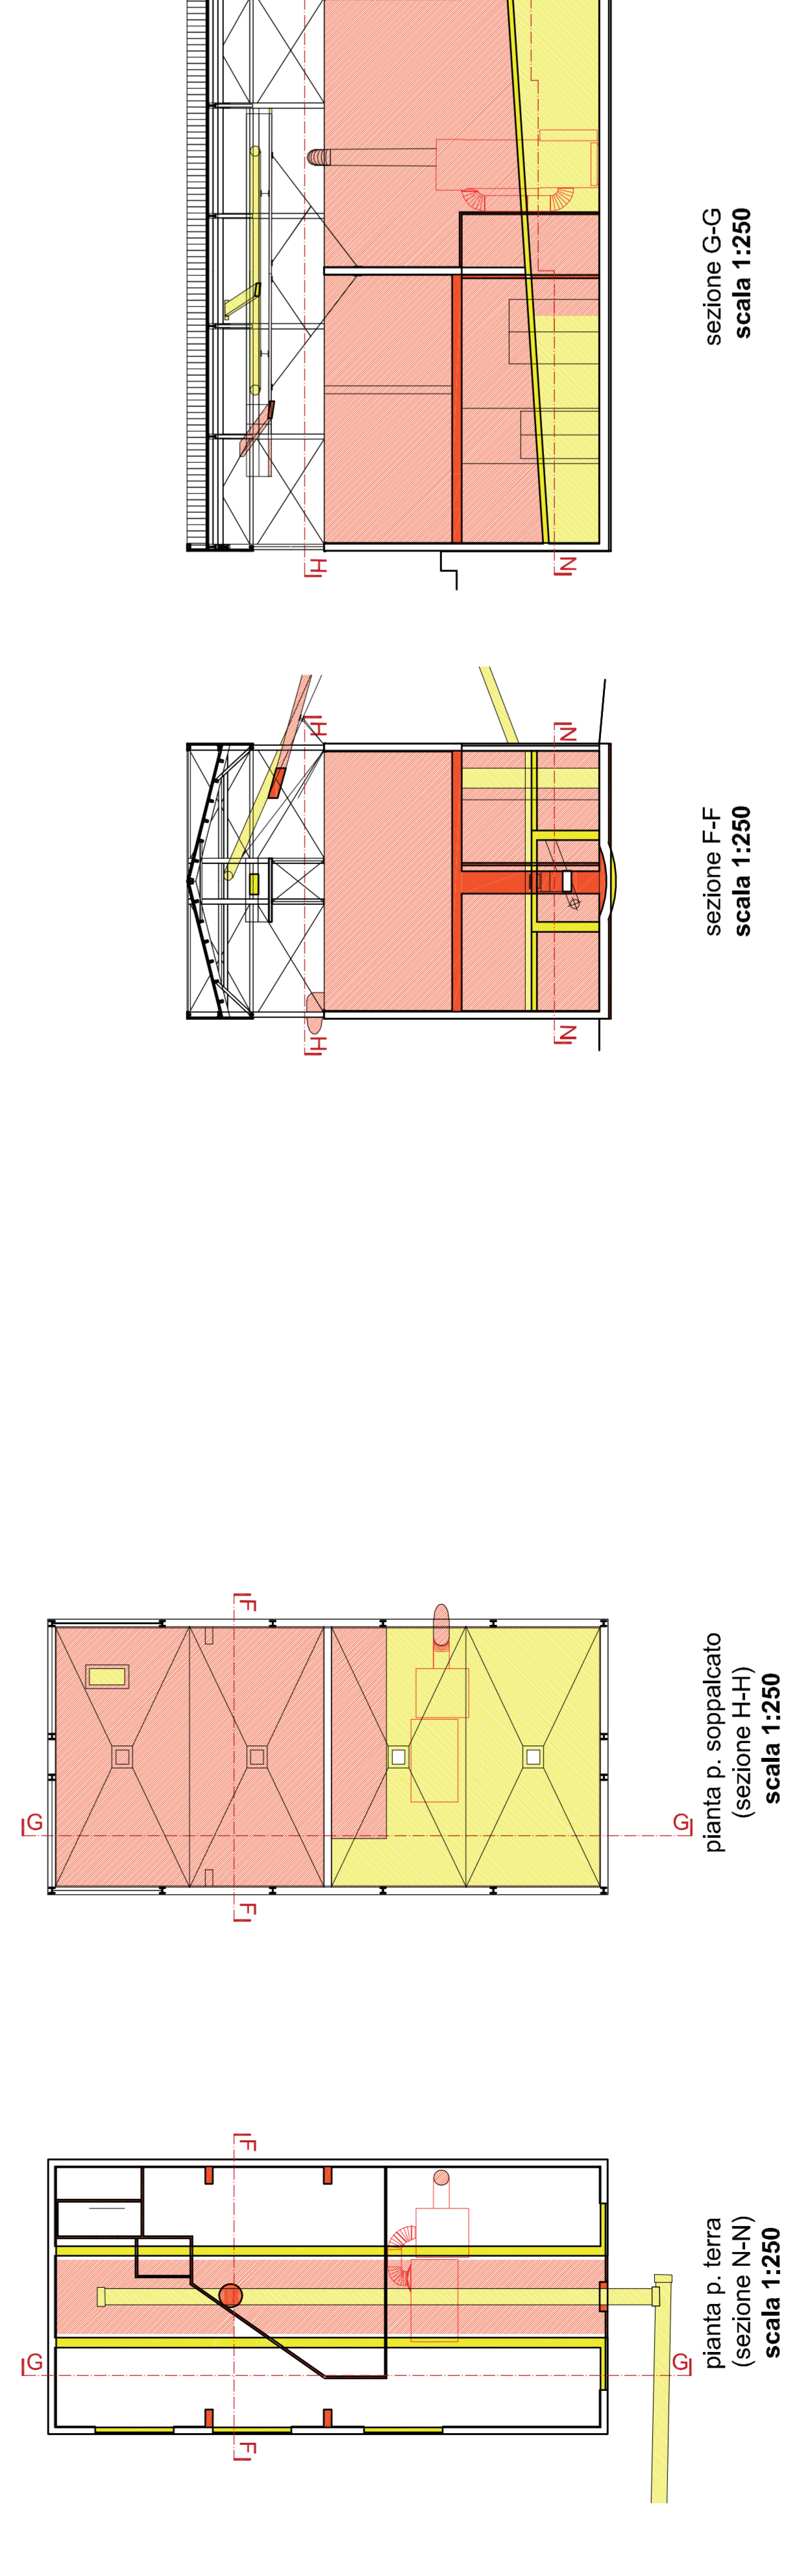 sezione G-G
scala 1:250
H
N
sezione F-F
scala 1:250
H
N
H
N
pianta p. soppalcato
(sezione H-H)
scala 1:250
F
G
G
F
pianta p. terra
(sezione N-N)
scala 1:250
F
G
G
F